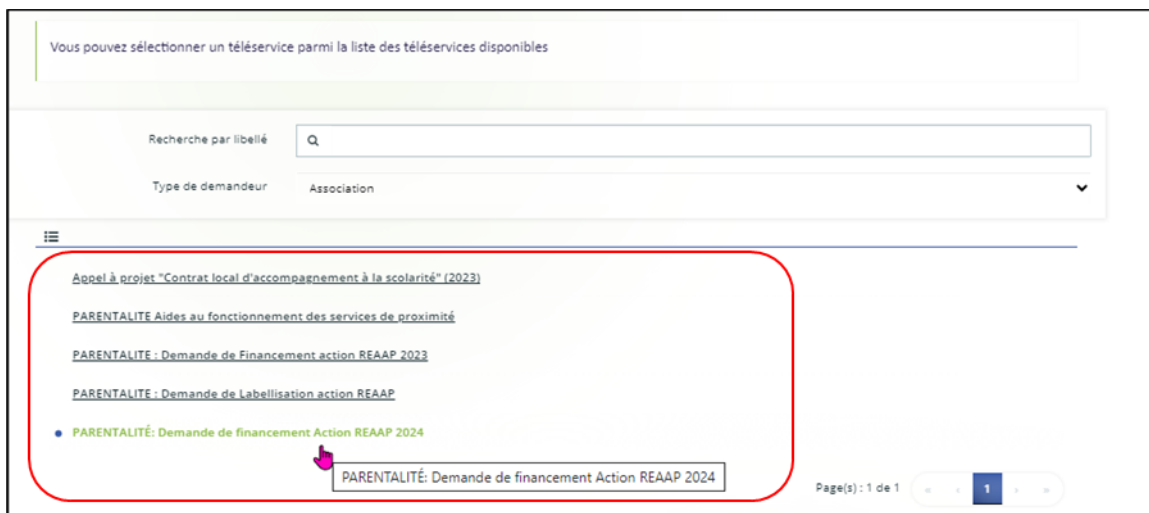 Vous pouvez sélectionner un téléservice parmi la liste des téléservices disponibles
Recherche par libellé
Type de demandeur Association
Appel à projet "Contrat local d'accompagnement à la scolarité" (2023)
PARENTALITE Aides au fonctionnement des services de proximité
PARENTALITE : Demande de Financement action REAAP 2023
PARENTALITE : Demande de Labellisation action REAAP
PARENTALITÉ: Demande de financement Action REAAP 2024
PARENTALITÉ: Demande de financement Action REAAP 2024
Page(s) : 1 de 1 « ‹ 1 › »